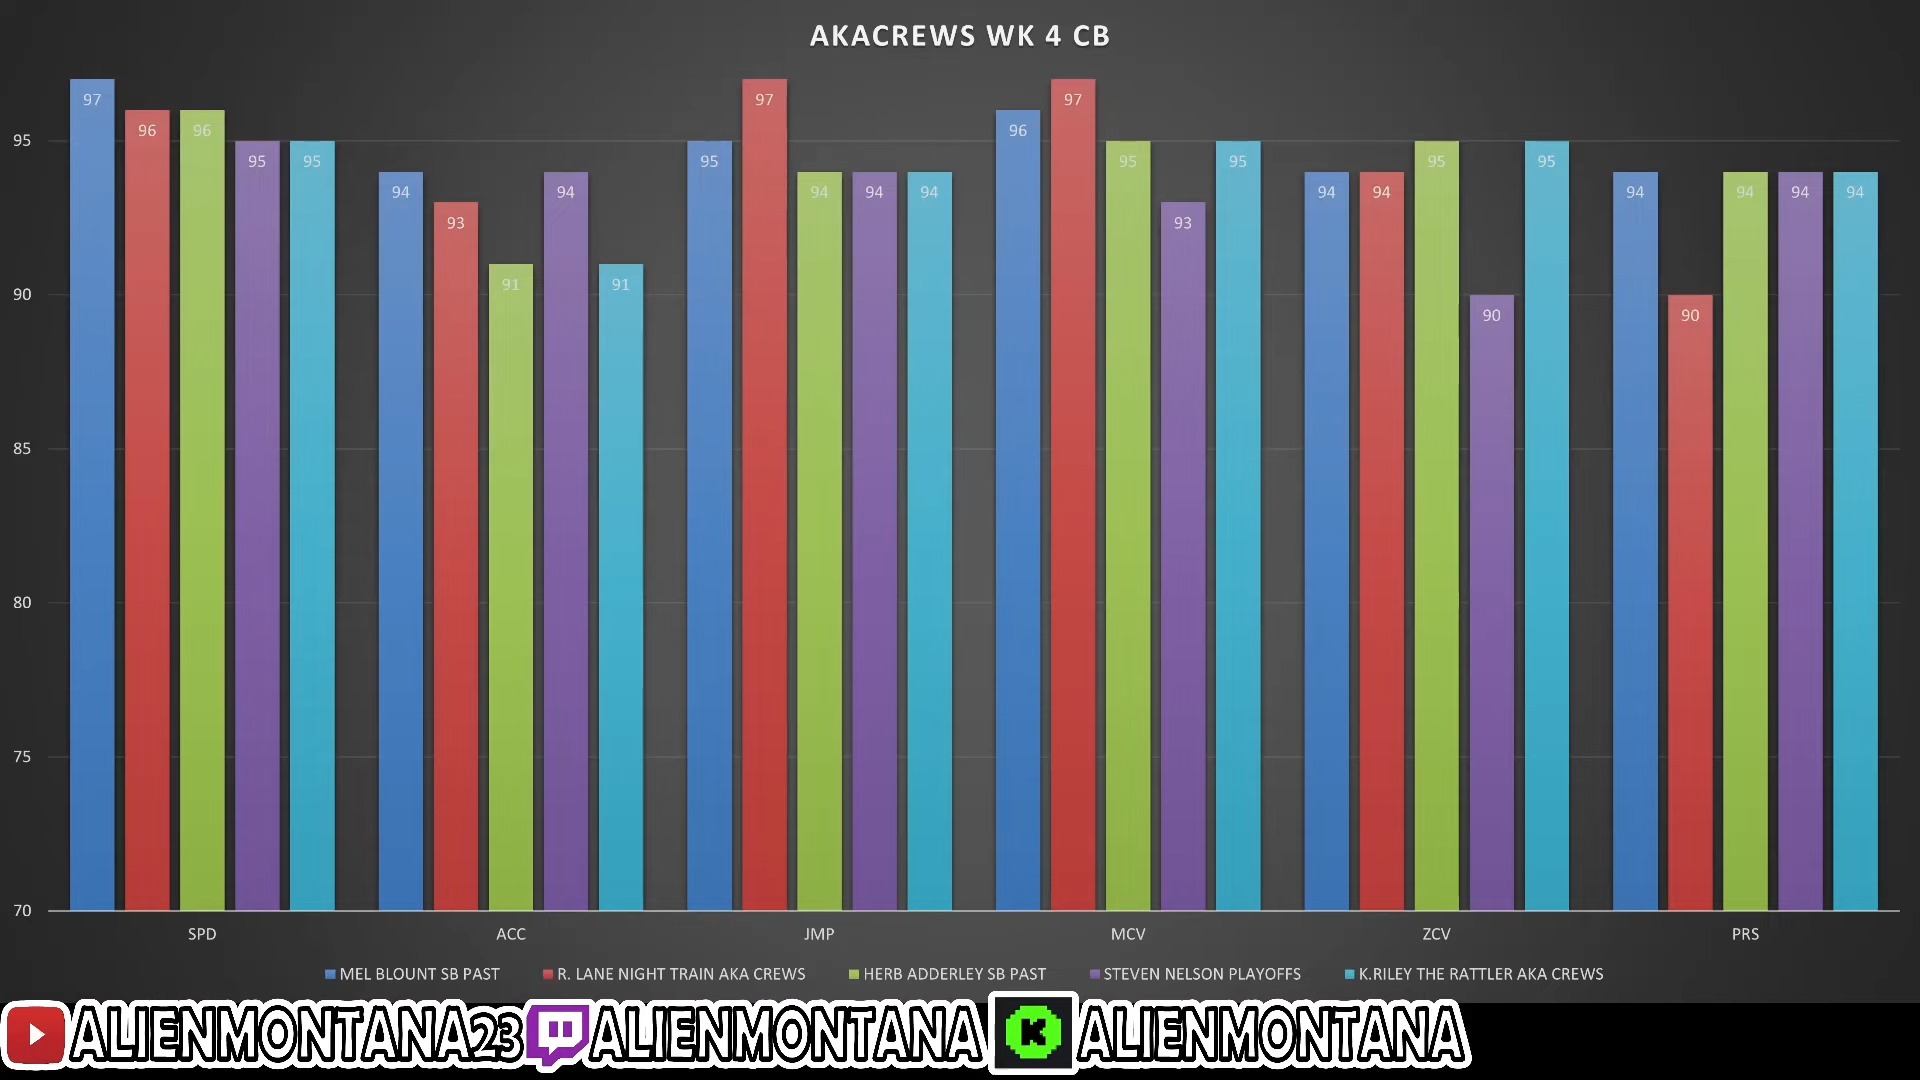 AKACREWS WK 4 CB
97 96 96 95 95
94 93 91 94 91
95 97 94 94 94
96 97 95 93 95
94 94 95 90 95
94 90 94 94 94
95
90
85
80
75
70
SPD ACC JMP MCV ZCV PRS
MEL BLOUNT SB PAST R. LANE NIGHT TRAIN AKA CREWS HERB ADDERLEY SB PAST STEVEN NELSON PLAYOFFS K.RILEY THE RATTLER AKA CREWS
ALIENMONTANA23 ALIENMONTANA K ALIENMONTANA